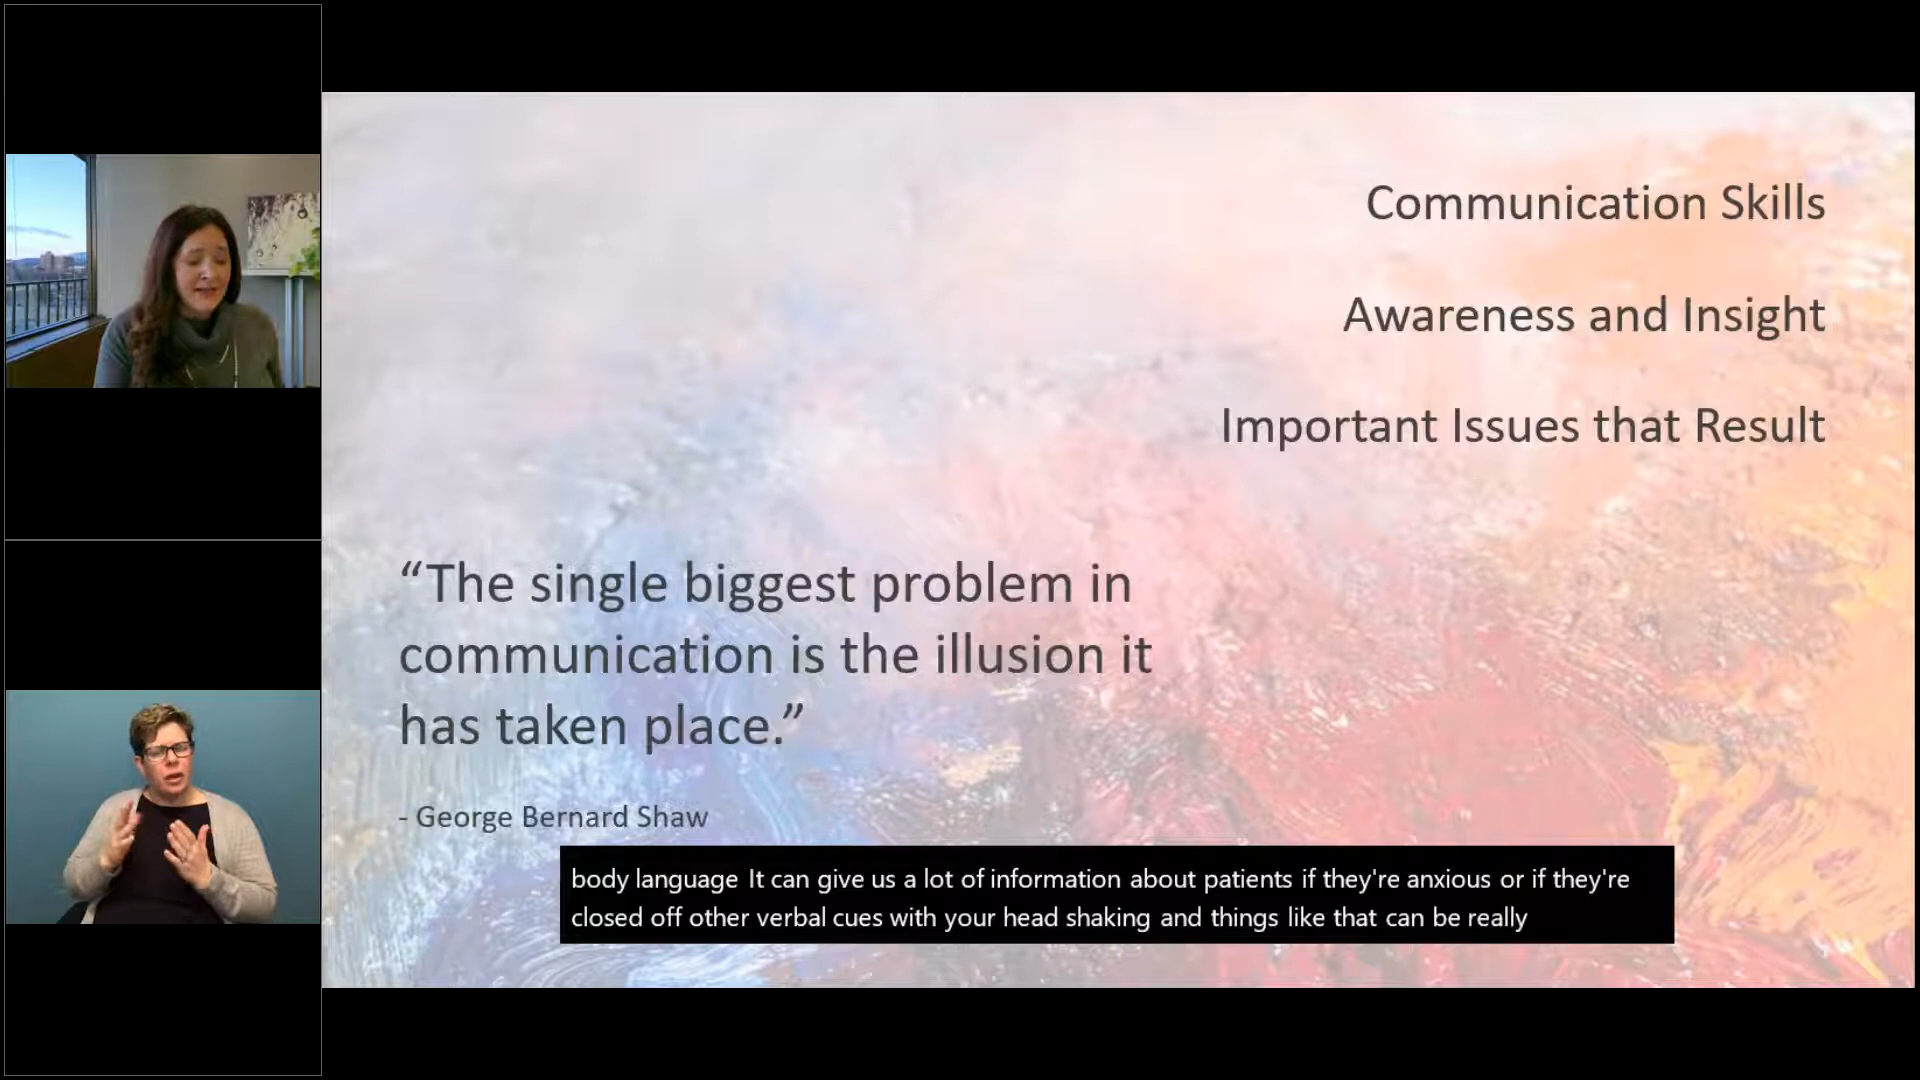 Communication Skills
Awareness and Insight
Important Issues that Result
“The single biggest problem in
communication is the illusion it
has taken place.”
- George Bernard Shaw
body language It can give us a lot of information about patients if they're anxious or if they're
closed off other verbal cues with your head shaking and things like that can be really